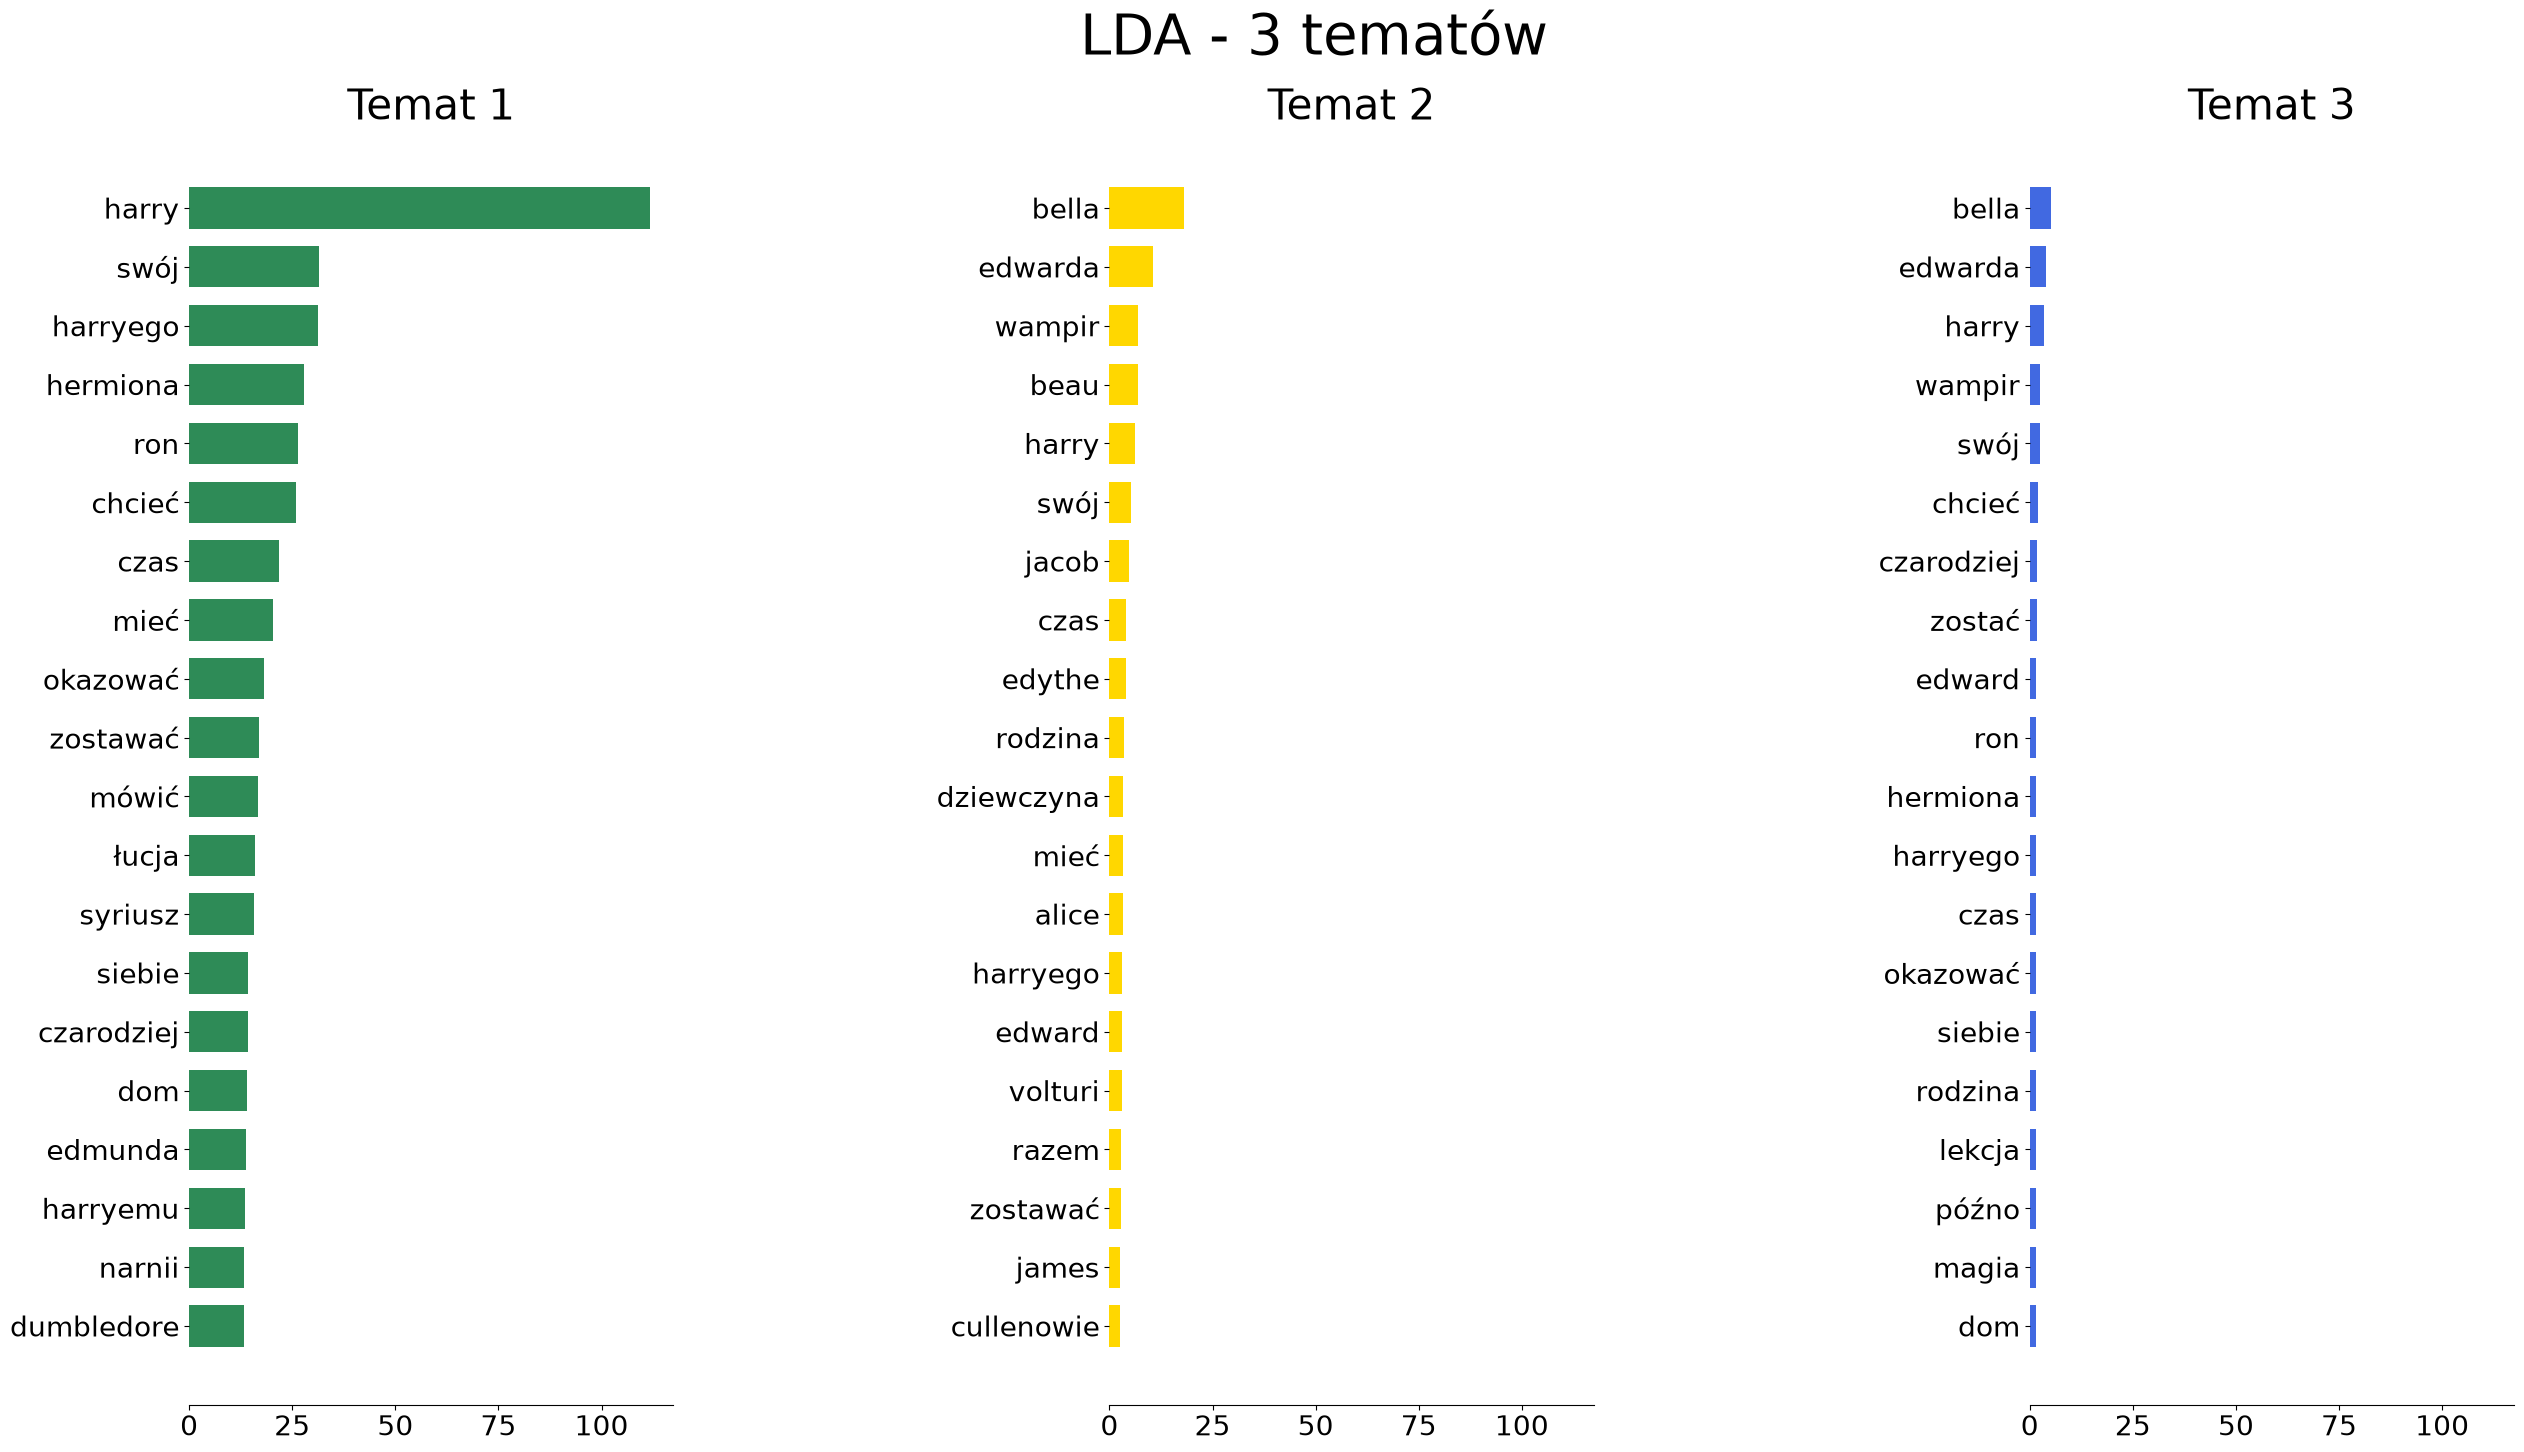 LDA - 3 tematów
Temat 1
harry
swój
harryego
hermiona
ron
chcieć
czas
mieć
okazować
zostawać
mówić
łucja
syriusz
siebie
czarodziej
dom
edmunda
harryemu
narnii
dumbledore
0 25 50 75 100
Temat 2
bella
edwarda
wampir
beau
harry
swój
jacob
czas
edythe
rodzina
dziewczyna
mieć
alice
harryego
edward
volturi
razem
zostawać
james
cullenowie
0 25 50 75 100
Temat 3
bella
edwarda
harry
wampir
swój
chcieć
czarodziej
zostać
edward
ron
hermiona
harryego
czas
okazować
siebie
rodzina
lekcja
późno
magia
dom
0 25 50 75 100